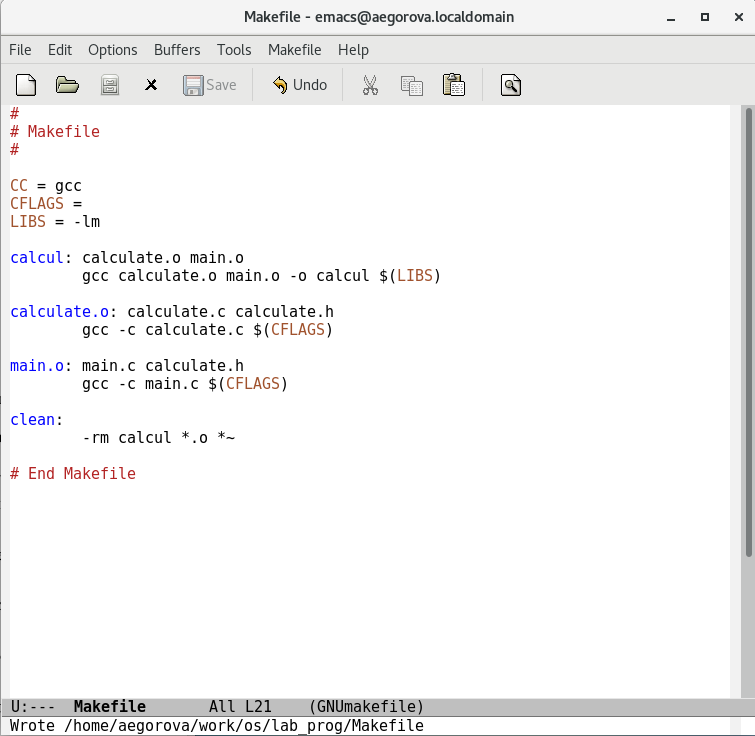 Makefile - emacs@aegorova.localdomain
File Edit Options Buffers Tools Makefile Help
Save Undo
#
# Makefile
#
CC = gcc
CFLAGS =
LIBS = -lm
calcul: calculate.o main.o
gcc calculate.o main.o -o calcul $(LIBS)
calculate.o: calculate.c calculate.h
gcc -c calculate.c $(CFLAGS)
main.o: main.c calculate.h
gcc -c main.c $(CFLAGS)
clean:
-rm calcul *.o *~
# End Makefile
U:--- Makefile All L21 (GNUmakefile)
Wrote /home/aegorova/work/os/lab_prog/Makefile